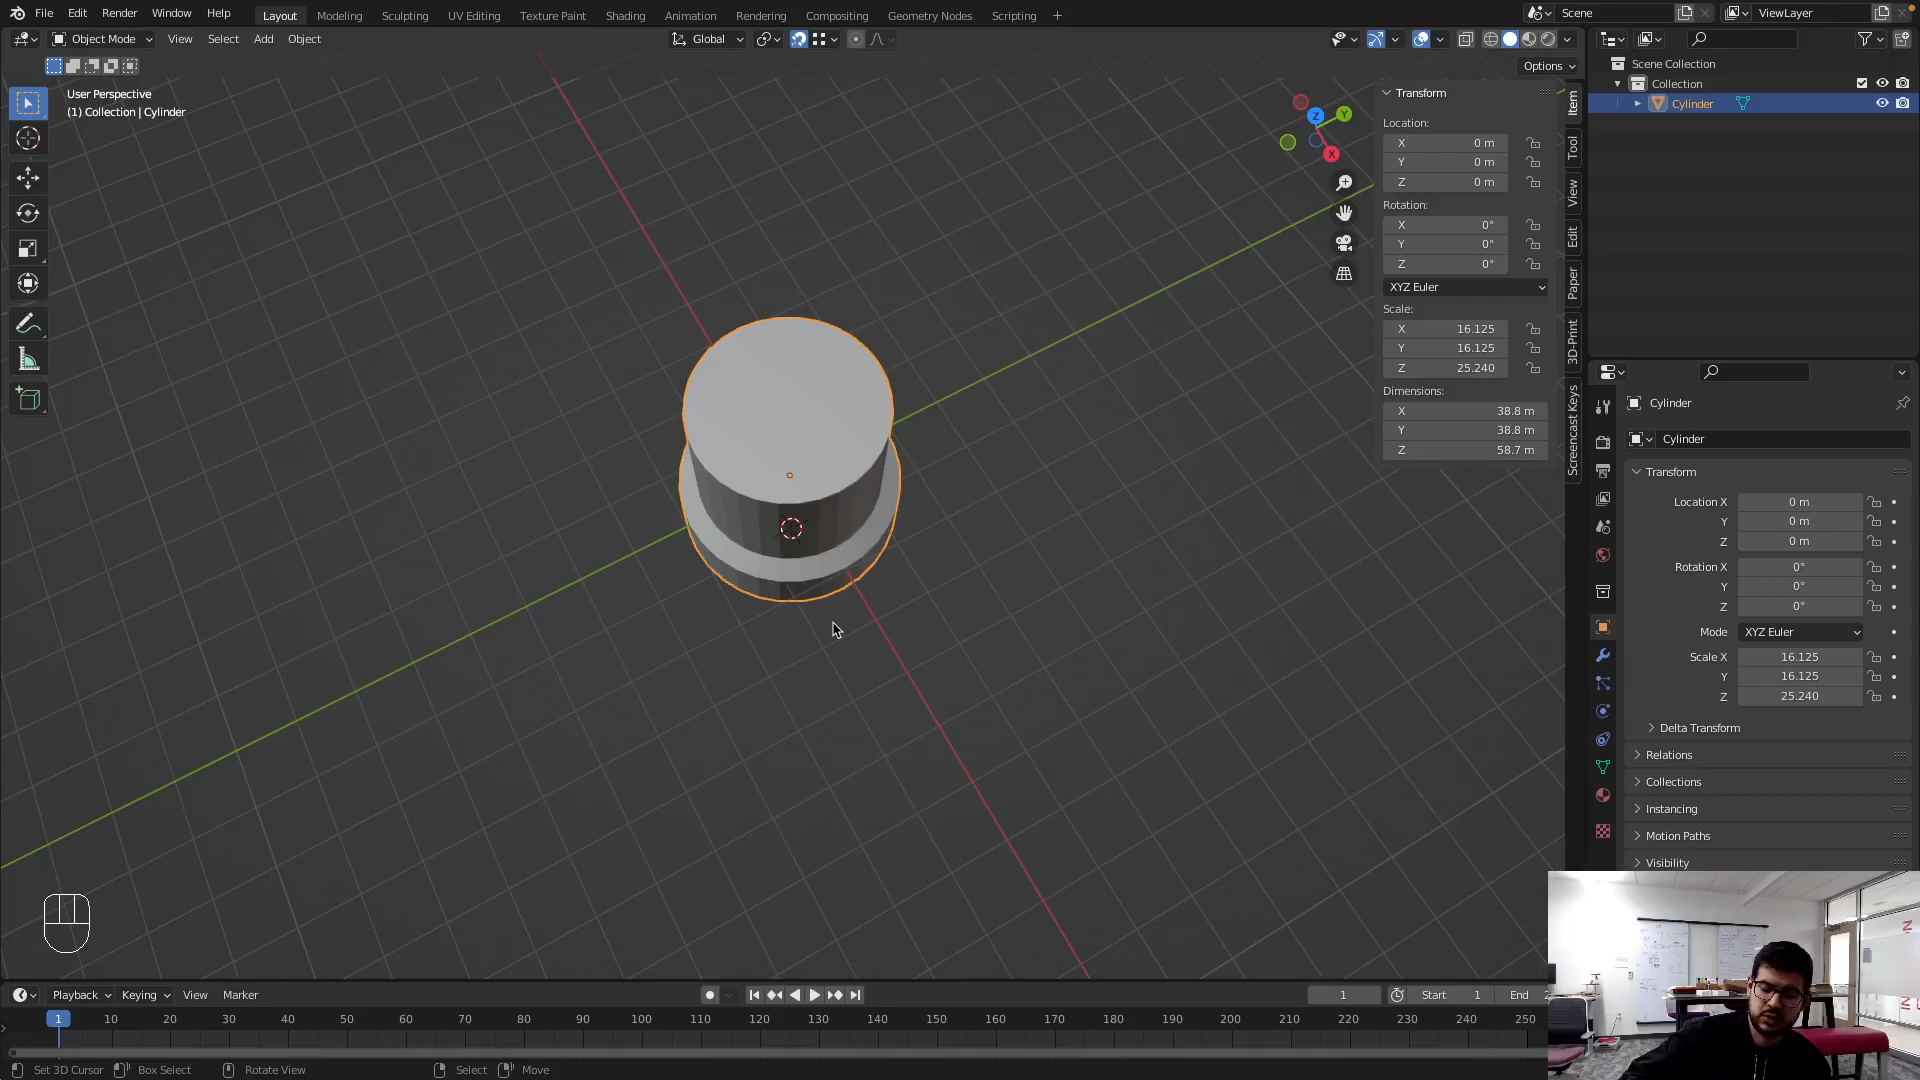 File Edit Render Window Help Layout Modeling Sculpting UV Editing Texture Paint Shading Animation Rendering Compositing Geometry Nodes Scripting + Scene ViewLayer
Object Mode View Select Add Object Global
Options
User Perspective
(1) Collection | Cylinder
Z
Y
X
Transform
Location:
X 0 m
Y 0 m
Z 0 m
Rotation:
X 0°
Y 0°
Z 0°
XYZ Euler
Scale:
X 16.125
Y 16.125
Z 25.240
Dimensions:
X 38.8 m
Y 38.8 m
Z 58.7 m
Item
Tool
View
Edit
Paper
3D-Print
Screencast Keys
Scene Collection
Collection
Cylinder
Cylinder
Cylinder
Transform
Location X 0 m
Y 0 m
Z 0 m
Rotation X 0°
Y 0°
Z 0°
Mode XYZ Euler
Scale X 16.125
Y 16.125
Z 25.240
Delta Transform
Relations
Collections
Instancing
Motion Paths
Visibility
Playback Keying View Marker 1 Start 1 End
1 10 20 30 40 50 60 70 80 90 100 110 120 130 140 150 160 170 180 190 200 210 220 230 240 250
Set 3D Cursor Box Select Rotate View Select Move